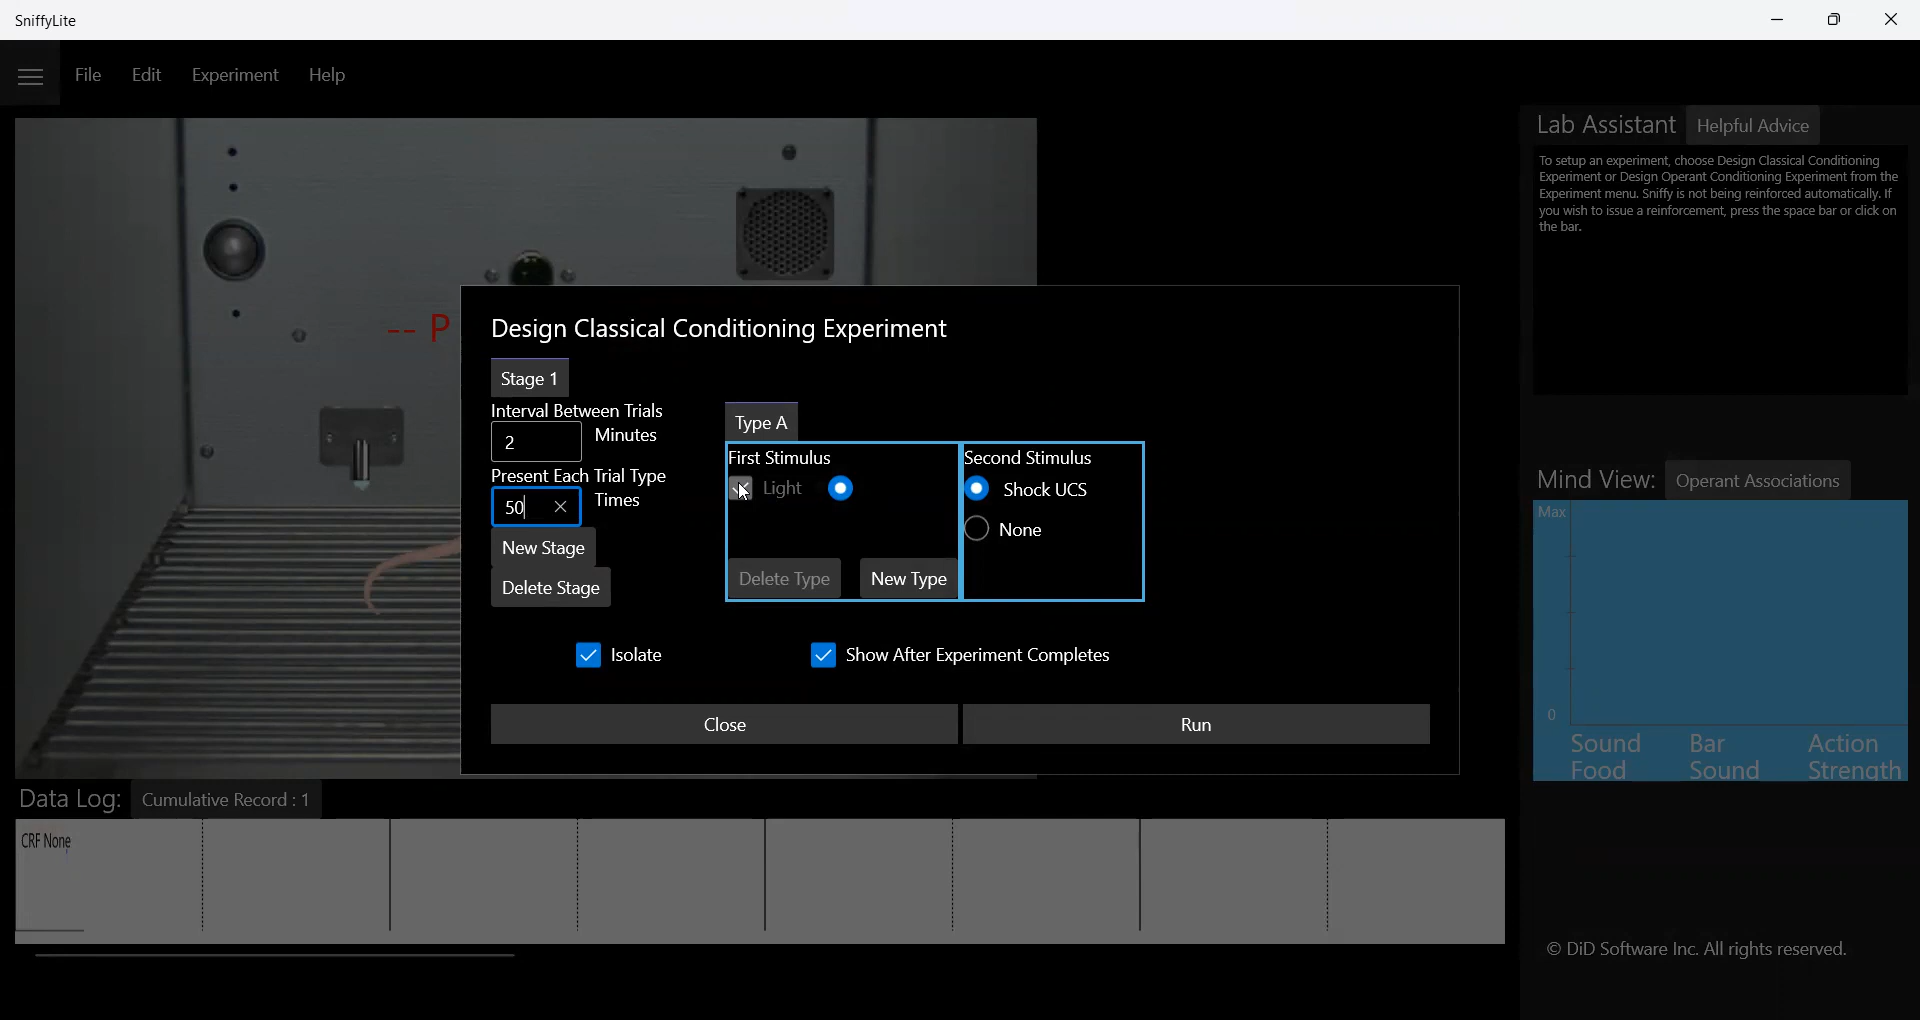 SniffyLite
File Edit Experiment Help
Lab Assistant Helpful Advice
To setup an experiment, choose Design Classical Conditioning
Experiment or Design Operant Conditioning Experiment from the
Experiment menu. Sniffy is not being reinforced automatically. If
you wish to issue a reinforcement, press the space bar or click on
the bar.
-- P
Design Classical Conditioning Experiment
Stage 1
Interval Between Trials
2 Minutes
Present Each Trial Type
50 Times
New Stage
Delete Stage
Type A
First Stimulus
Light
Delete Type New Type
Second Stimulus
Shock UCS
None
Isolate Show After Experiment Completes
Close Run
Mind View: Operant Associations
Max
0
Sound Bar Action
Food Sound Strength
Data Log: Cumulative Record : 1
CRF None
© DiD Software Inc. All rights reserved.